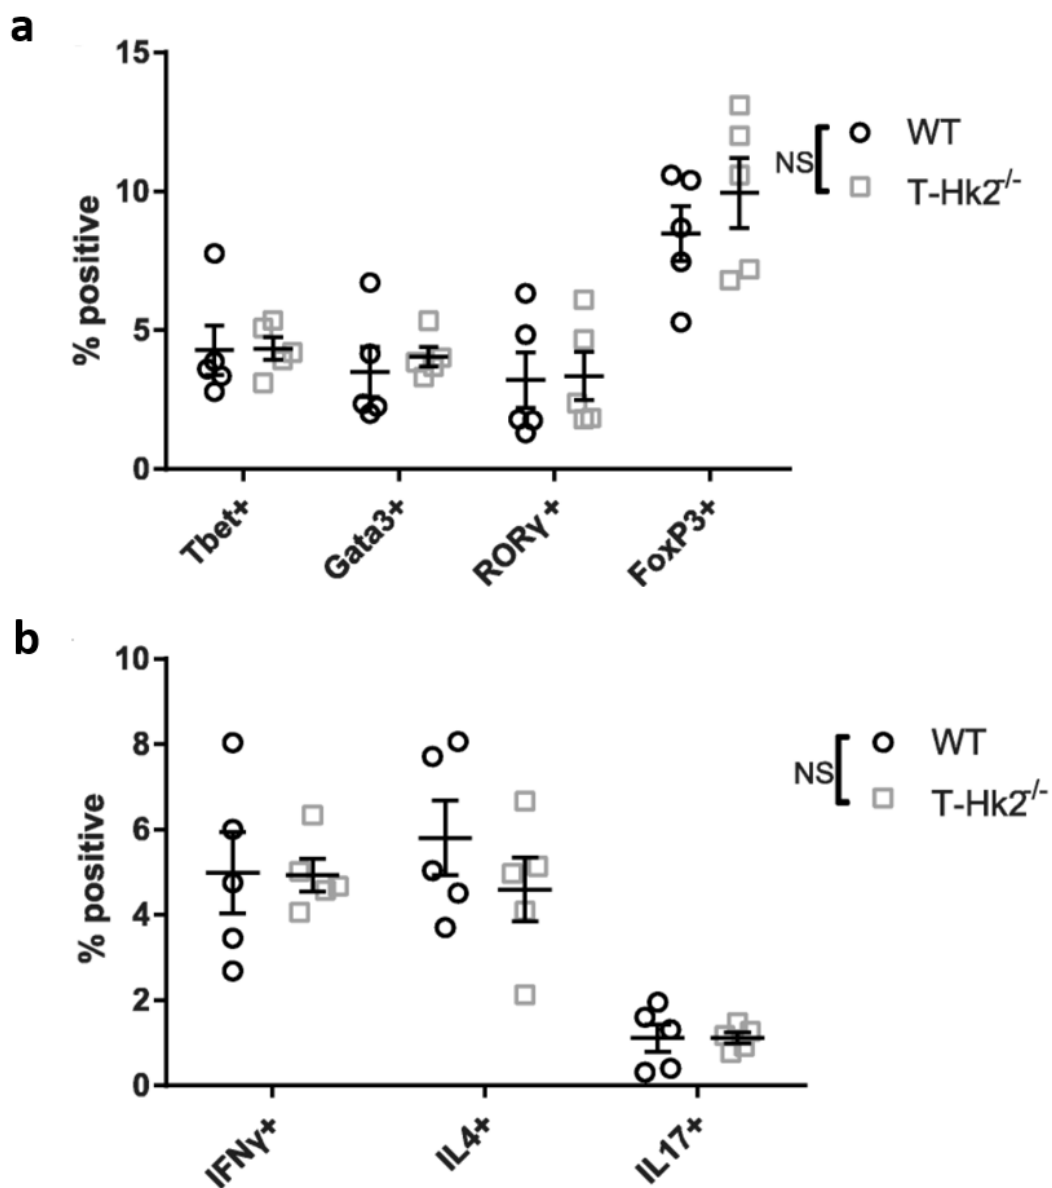 a
15
10
5
0
% positive
Tbet+
Gata3+
RORγ+
FoxP3+
NS
WT
T-Hk2-/-
b
10
8
6
4
2
0
% positive
IFNγ+
IL4+
IL17+
NS
WT
T-Hk2-/-